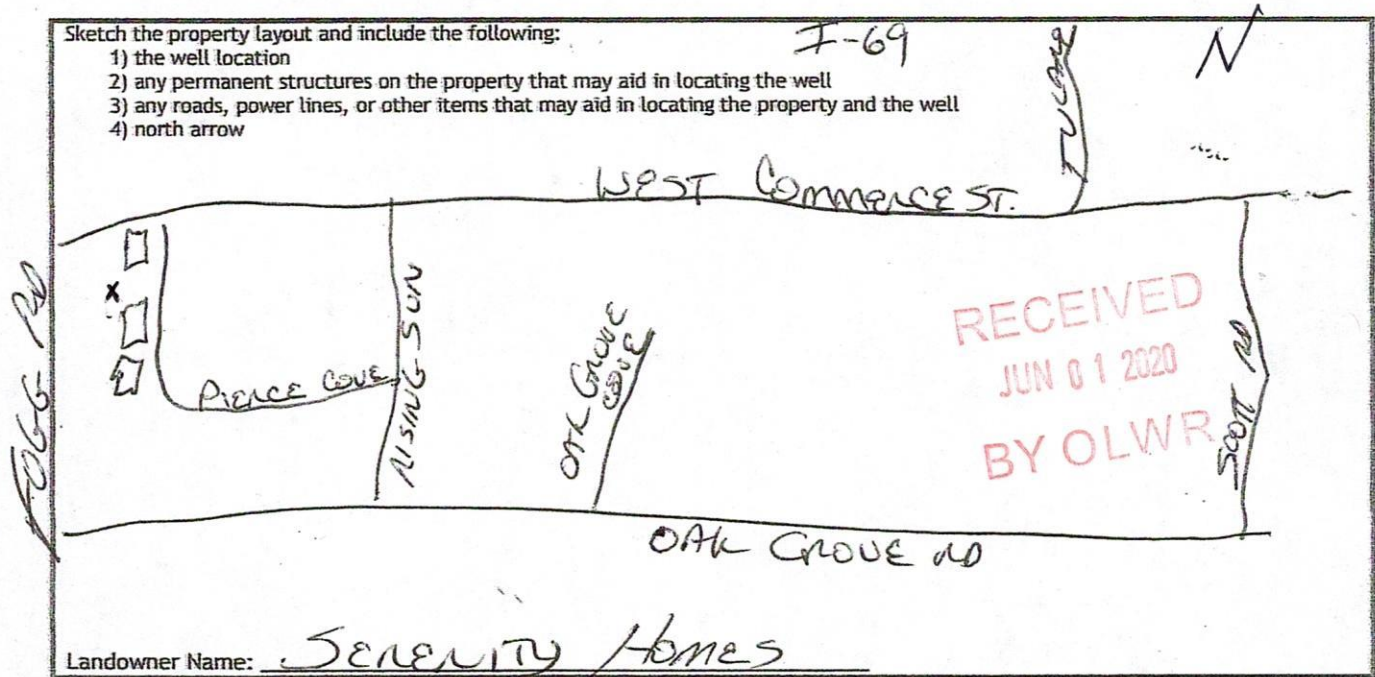 Sketch the property layout and include the following:
1) the well location
2) any permanent structures on the property that may aid in locating the well
3) any roads, power lines, or other items that may aid in locating the property and the well
4) north arrow
I-69
N
WEST COMMERCE ST.
FOGG RD
X
PIERCE COVE
RISING SUN
OAK GROVE
COVE
RECEIVED
JUN 01 2020
BY OLWR
SCOTT RD
OAK GROVE RD
Landowner Name: SERENITY HOMES